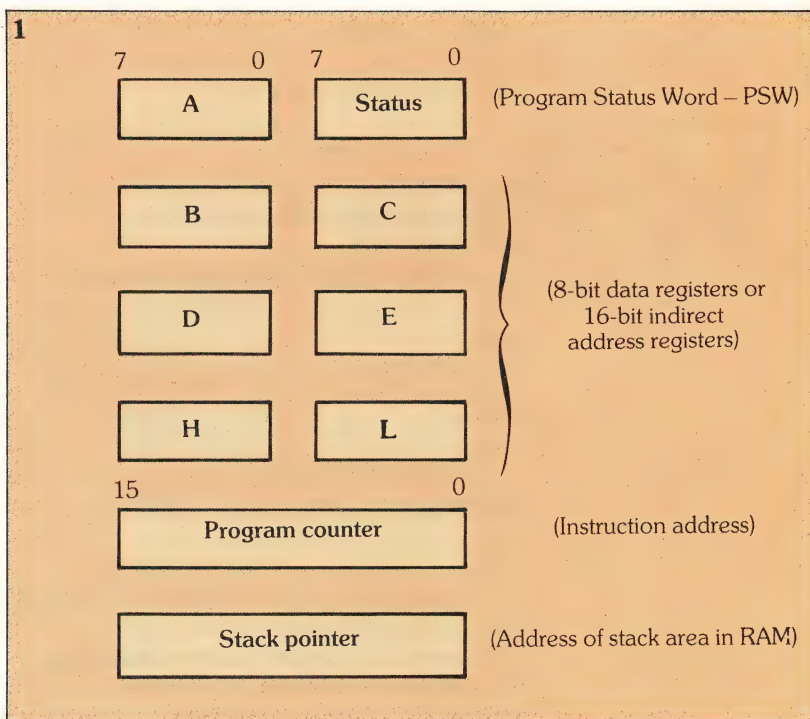 1
7 0 7 0
A Status (Program Status Word – PSW)
B C
D E (8-bit data registers or
16-bit indirect
address registers)
H L
15 0
Program counter (Instruction address)
Stack pointer (Address of stack area in RAM)